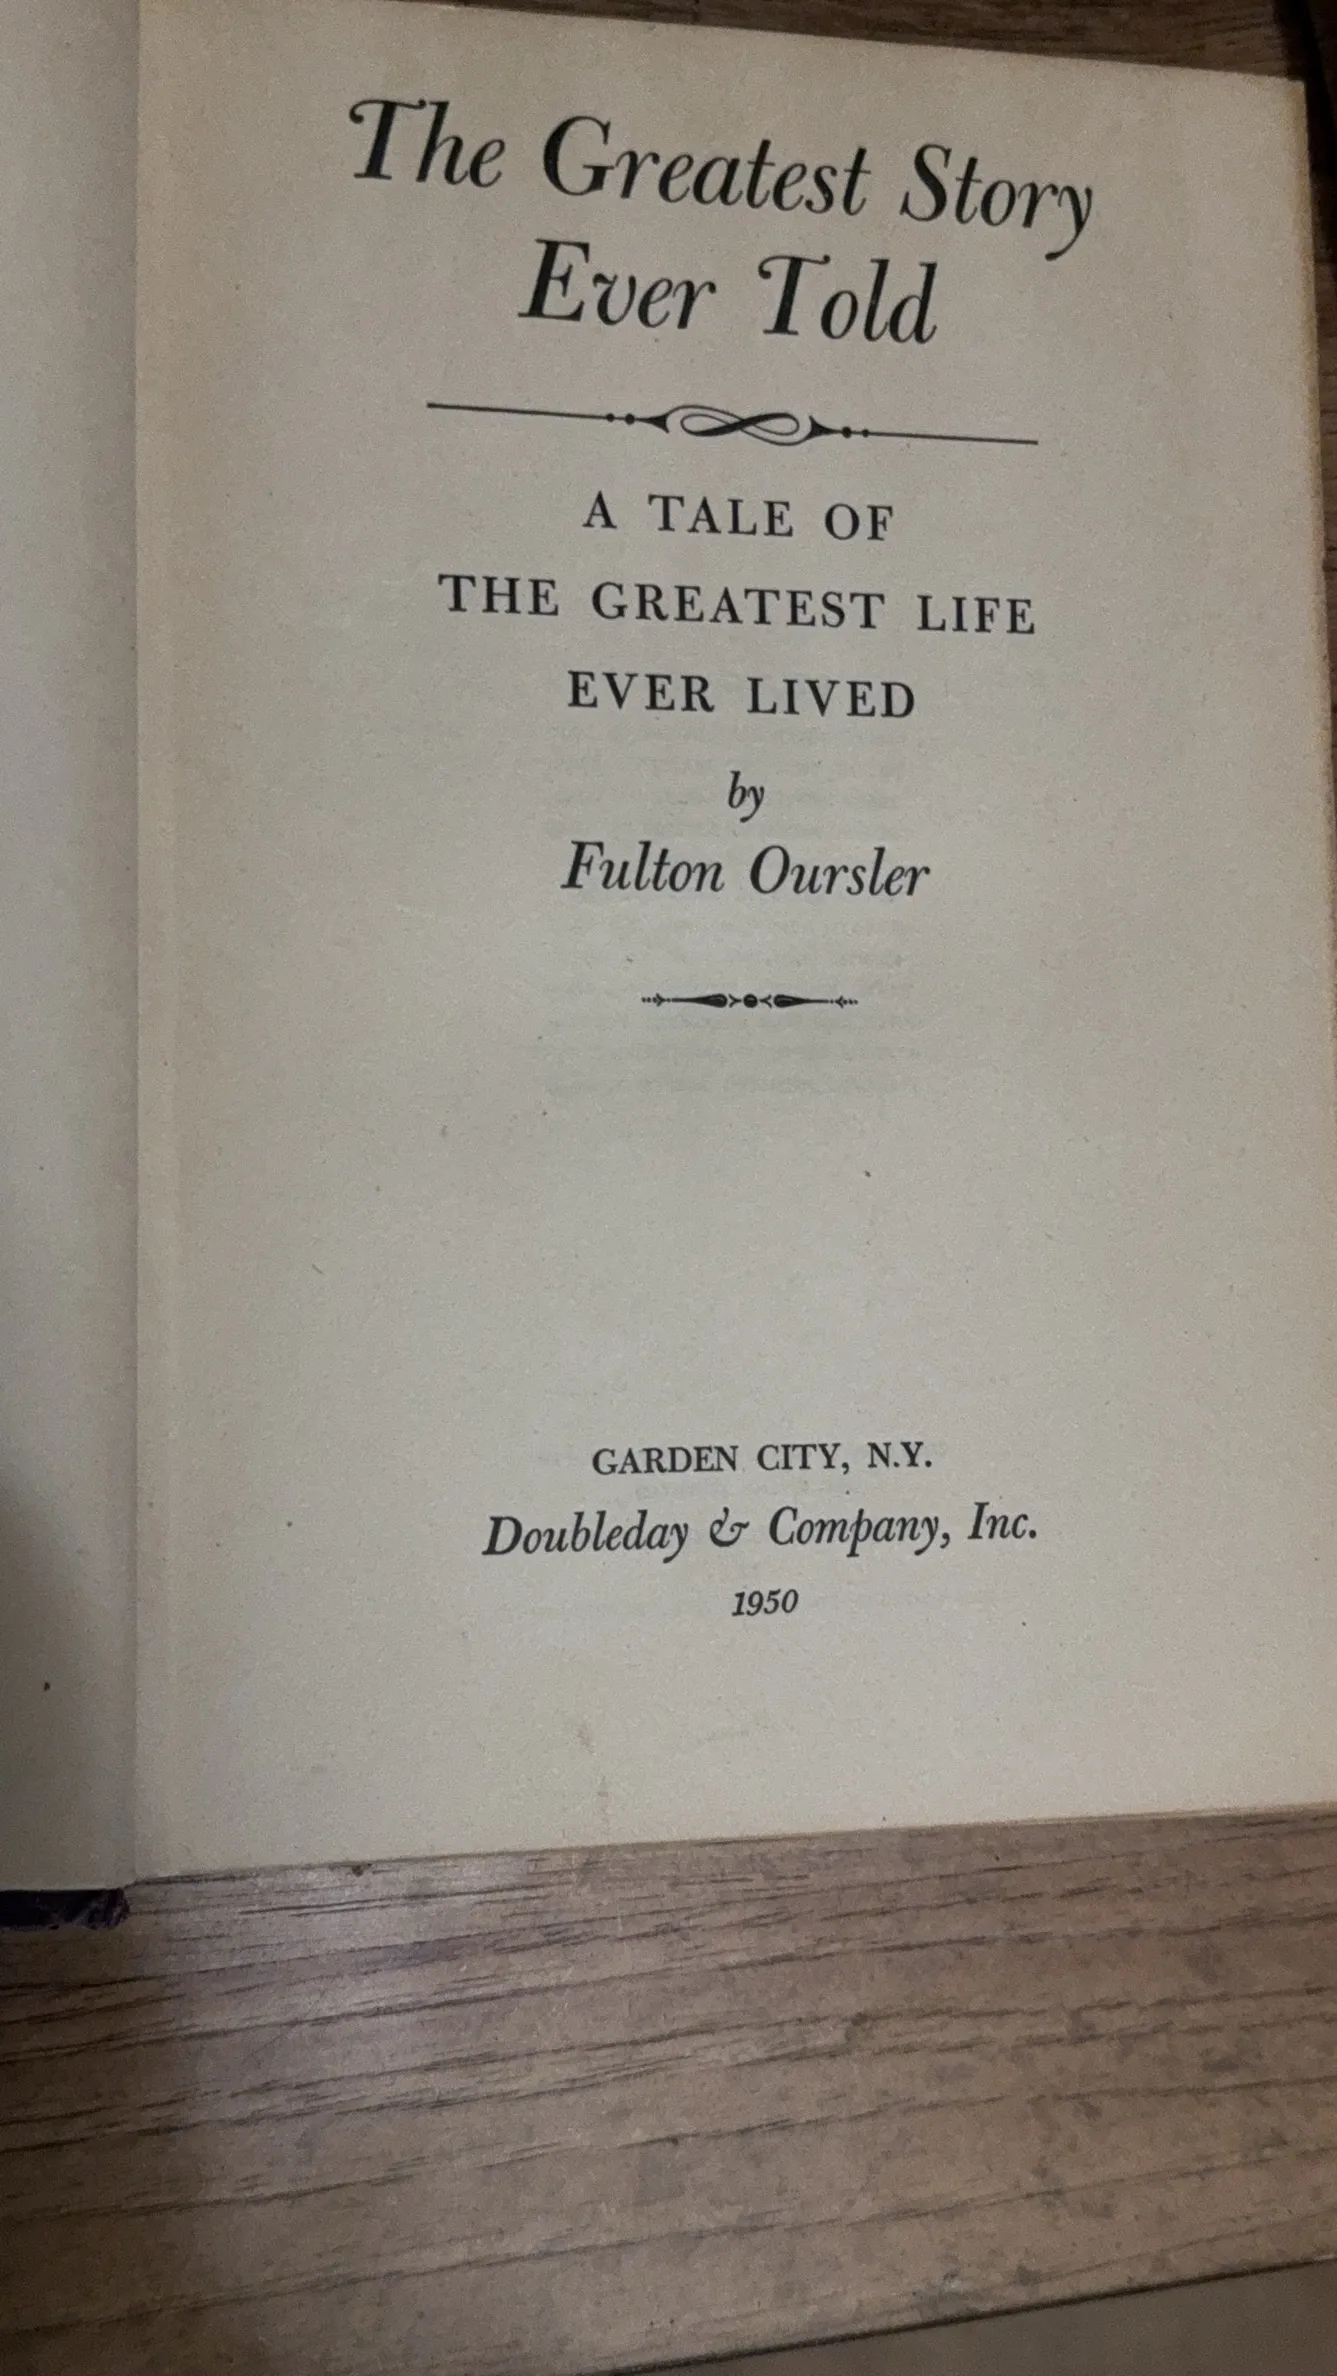 The Greatest Story
Ever Told
A TALE OF
THE GREATEST LIFE
EVER LIVED
by
Fulton Oursler
GARDEN CITY, N.Y.
Doubleday & Company, Inc.
1950